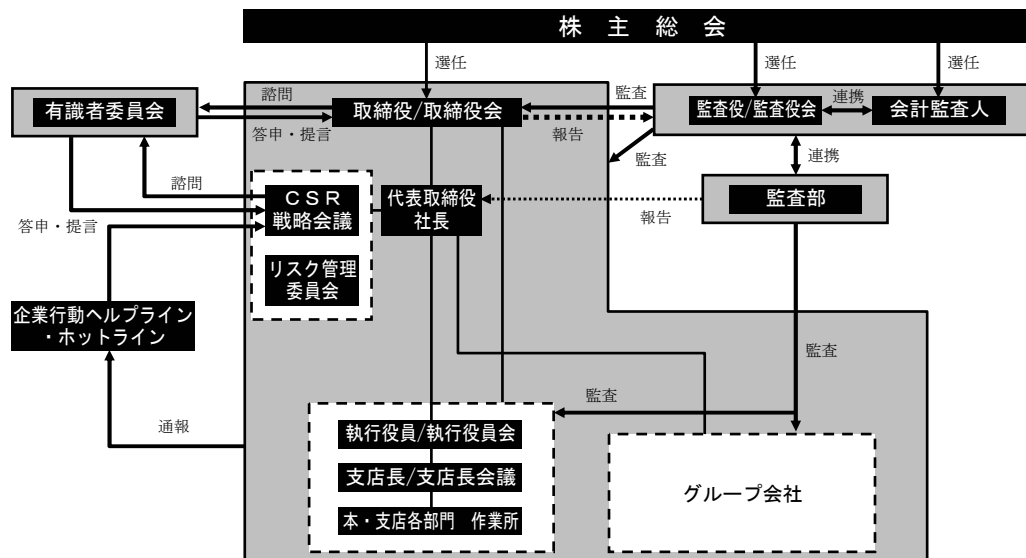 株主総会
選任
選任
選任
有識者委員会
諮問
取締役/取締役会
監査
監査役/監査役会
連携
会計監査人
答申・提言
報告
監査
連携
諮問
CSR
戦略会議
代表取締役
社長
報告
監査部
答申・提言
リスク管理
委員会
企業行動ヘルプライン
・ホットライン
監査
監査
通報
執行役員/執行役員会
支店長/支店長会議
本・支店各部門 作業所
グループ会社